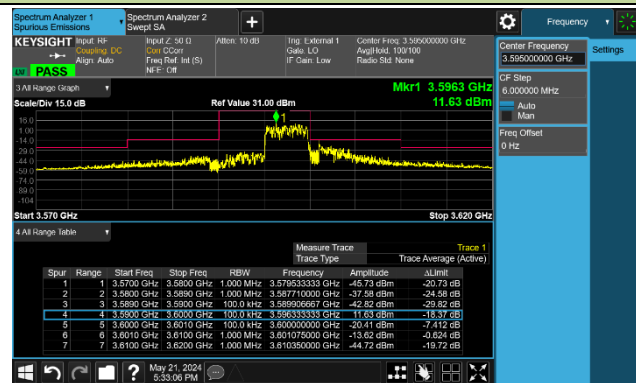 Spectrum Analyzer 1
Spurious Emissions
Spectrum Analyzer 2
Swept SA
Frequency
KEYSIGHT
Input: RF
Coupling: DC
Align: Auto
Input Z: 50 Ω
Corr CCorr
Freq Ref: Int (S)
NFE: Off
Atten: 10 dB
Trig: External 1
Gate: LO
IF Gain: Low
Center Freq: 3.595000000 GHz
Avg|Hold: 100/100
Radio Std: None
PASS
Center Frequency
3.595000000 GHz
Settings
CF Step
6.000000 MHz
Auto
Man
Freq Offset
0 Hz
3 All Range Graph
Scale/Div 15.0 dB
Ref Value 31.00 dBm
Mkr1 3.5963 GHz
11.63 dBm
1
16.0
1.00
-14.0
-29.0
-44.0
-59.0
-74.0
-89.0
-104
Start 3.570 GHz
Stop 3.620 GHz
4 All Range Table
Measure Trace Trace 1
Trace Type Trace Average (Active)
Spur Range Start Freq Stop Freq RBW Frequency Amplitude ΔLimit
1 1 3.5700 GHz 3.5800 GHz 1.000 MHz 3.579533333 GHz -45.73 dBm -20.73 dB
2 2 3.5800 GHz 3.5890 GHz 1.000 MHz 3.587710000 GHz -37.58 dBm -24.58 dB
3 3 3.5890 GHz 3.5900 GHz 100.0 kHz 3.589906667 GHz -42.82 dBm -29.82 dB
4 4 3.5900 GHz 3.6000 GHz 100.0 kHz 3.596333333 GHz 11.63 dBm -18.37 dB
5 5 3.6000 GHz 3.6010 GHz 100.0 kHz 3.600000000 GHz -20.41 dBm -7.412 dB
6 6 3.6010 GHz 3.6100 GHz 1.000 MHz 3.601075000 GHz -13.62 dBm -0.624 dB
7 7 3.6100 GHz 3.6200 GHz 1.000 MHz 3.610350000 GHz -44.72 dBm -19.72 dB
May 21, 2024
5:33:06 PM